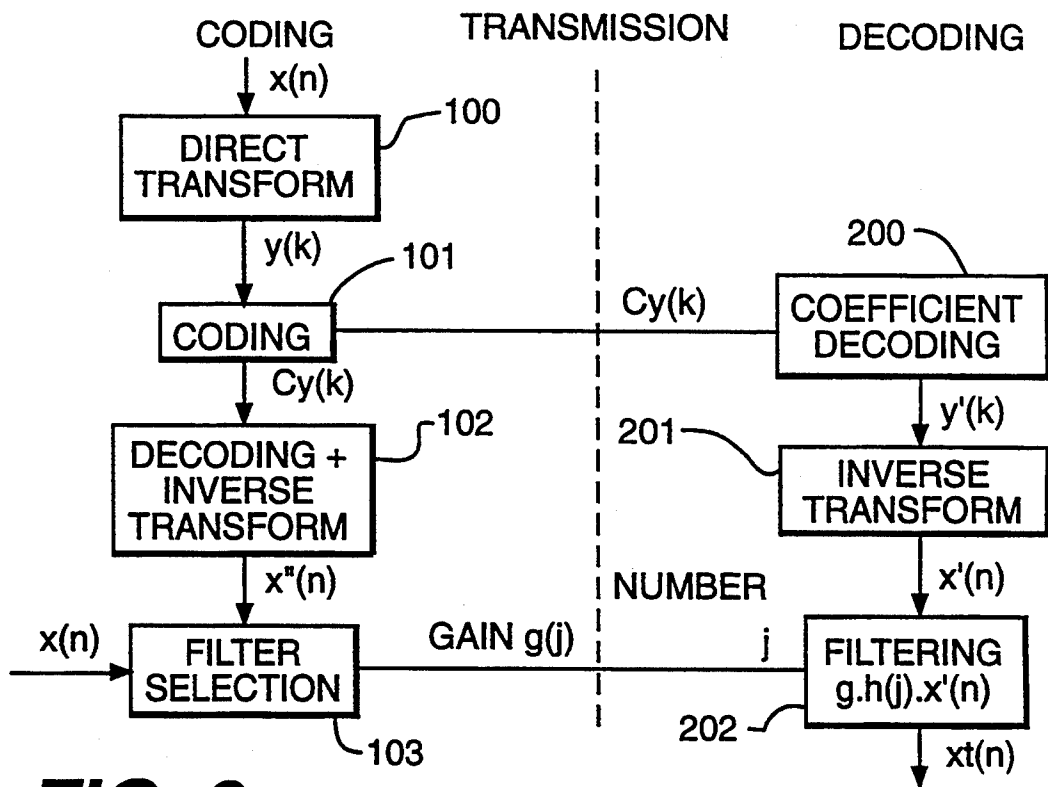 CODING
TRANSMISSION
DECODING
x(n)
100
DIRECT
TRANSFORM
y(k)
101
200
CODING
Cy(k)
COEFFICIENT
DECODING
Cy(k)
y'(k)
102
201
DECODING +
INVERSE
TRANSFORM
INVERSE
TRANSFORM
x"(n)
NUMBER
x'(n)
x(n)
FILTER
SELECTION
GAIN g(j)
j
FILTERING
g.h(j).x'(n)
103
202
xt(n)